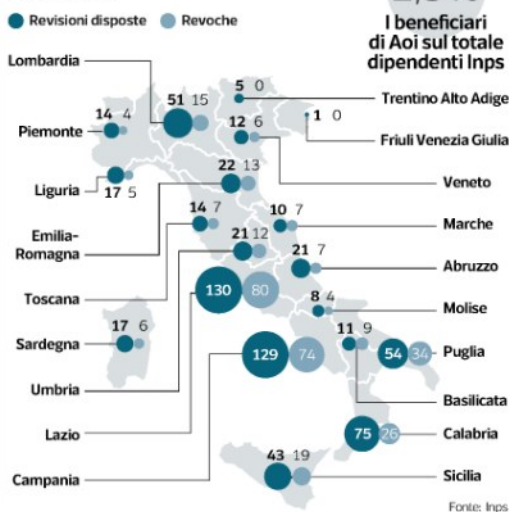 Revisioni disposte Revoche
I beneficiari
di Aoi sul totale
dipendenti Inps
Lombardia
51 15
5 0
Trentino Alto Adige
1 0
Friuli Venezia Giulia
14 4
Piemonte
12 6
Veneto
Liguria
17 5
22 13
Emilia-
Romagna
14 7
Toscana
10 7
Marche
21 12
Umbria
21 7
Abruzzo
130 80
Lazio
8 4
Molise
17 6
Sardegna
129 74
Campania
11 9
Basilicata
54 34
Puglia
75 26
Calabria
43 19
Sicilia
Fonte: Inps